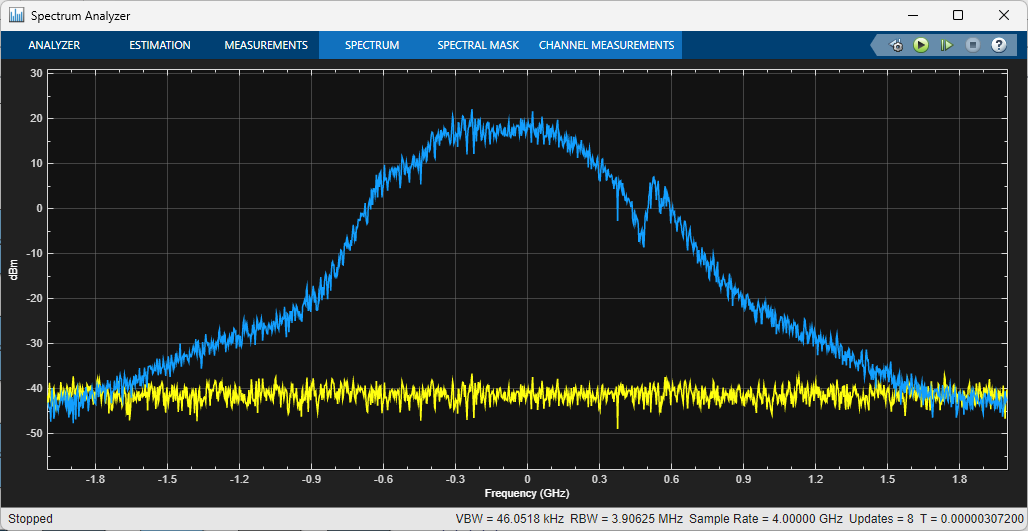 Spectrum Analyzer
ANALYZER ESTIMATION MEASUREMENTS SPECTRUM SPECTRAL MASK CHANNEL MEASUREMENTS
30
20
10
0
-10
-20
-30
-40
-50
dBm
-1.8 -1.5 -1.2 -0.9 -0.6 -0.3 0 0.3 0.6 0.9 1.2 1.5 1.8
Frequency (GHz)
Stopped VBW = 46.0518 kHz RBW = 3.90625 MHz Sample Rate = 4.00000 GHz Updates = 8 T = 0.00000307200